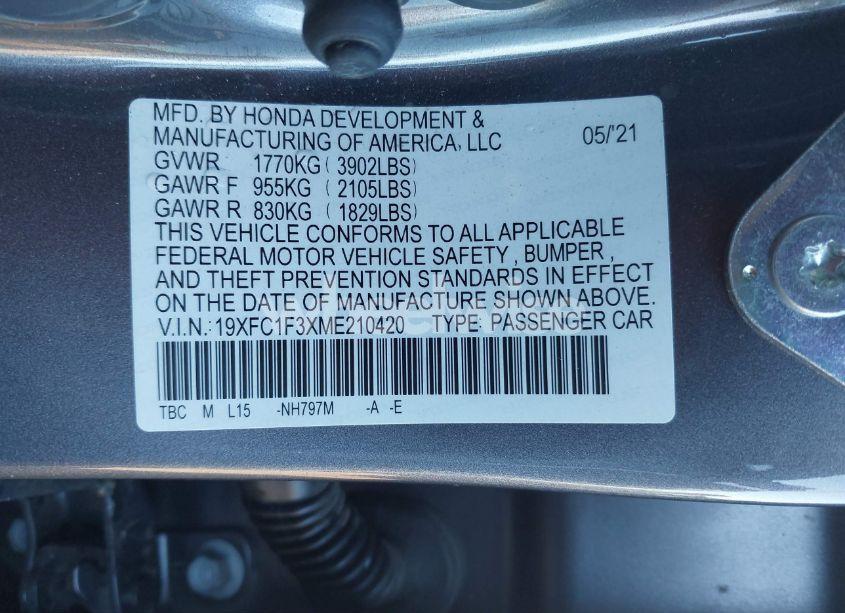 MFD. BY HONDA DEVELOPMENT &
MANUFACTURING OF AMERICA, LLC 05/'21
GVWR 1770KG ( 3902LBS)
GAWR F 955KG ( 2105LBS)
GAWR R 830KG ( 1829LBS)
THIS VEHICLE CONFORMS TO ALL APPLICABLE
FEDERAL MOTOR VEHICLE SAFETY, BUMPER,
AND THEFT PREVENTION STANDARDS IN EFFECT
ON THE DATE OF MANUFACTURE SHOWN ABOVE.
V.I.N.:19XFC1F3XME210420 TYPE: PASSENGER CAR
TBC M L15 -NH797M -A -E